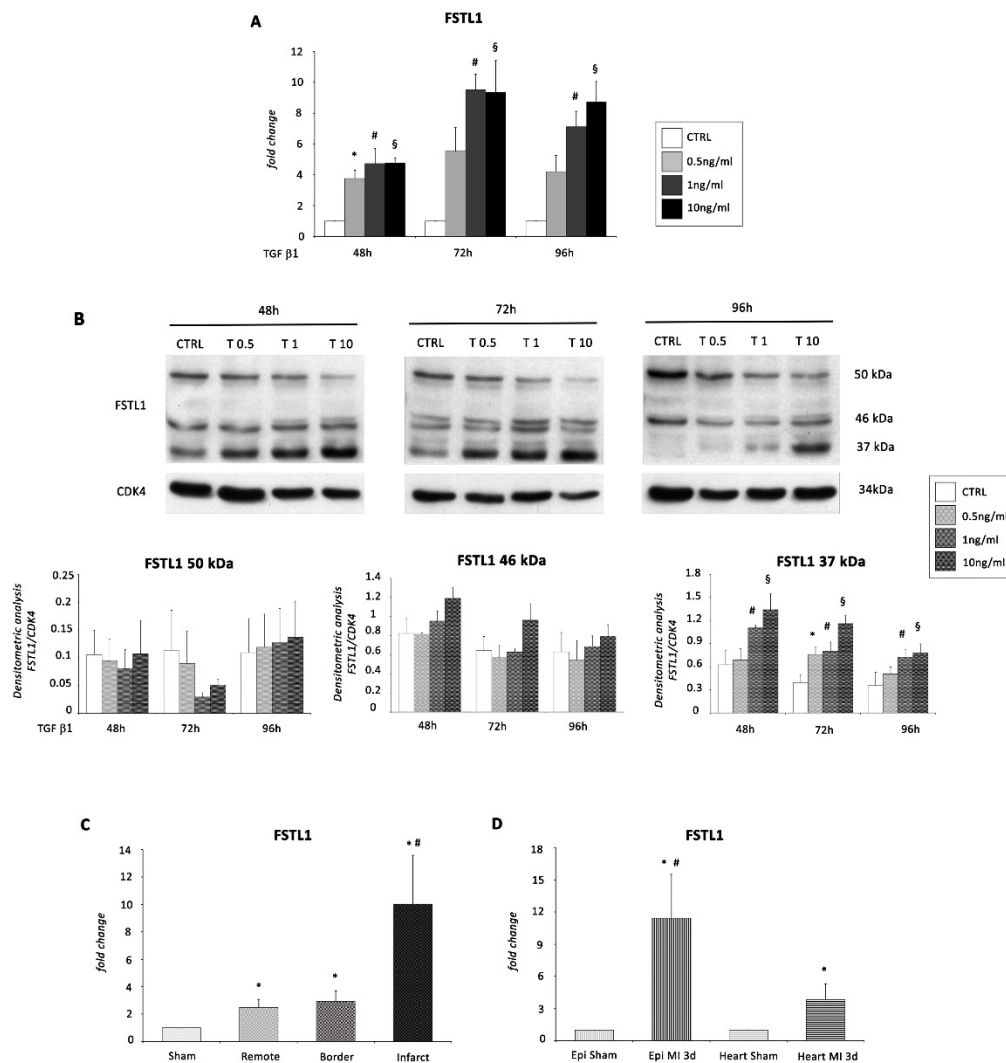 A
FSTL1
fold change
12
10
8
6
4
2
0
* # §
# §
# §
TGF β1 48h 72h 96h
CTRL
0.5ng/ml
1ng/ml
10ng/ml
B
48h 72h 96h
CTRL T 0.5 T 1 T 10 CTRL T 0.5 T 1 T 10 CTRL T 0.5 T 1 T 10
50 kDa
FSTL1
46 kDa
37 kDa
CDK4 34kDa
CTRL
0.5ng/ml
1ng/ml
10ng/ml
FSTL1 50 kDa
Densitometric analysis
FSTL1/CDK4
0.25
0.2
0.15
0.1
0.05
0
TGF β1 48h 72h 96h
FSTL1 46 kDa
Densitometric analysis
FSTL1/CDK4
1.4
1.2
1
0.8
0.6
0.4
0.2
0
48h 72h 96h
FSTL1 37 kDa
Densitometric analysis
FSTL1/CDK4
1.8
1.5
1.2
0.9
0.6
0.3
0
# §
* # §
# §
48h 72h 96h
C
FSTL1
fold change
14
12
10
8
6
4
2
0
* * * #
Sham Remote Border Infarct
D
FSTL1
fold change
18
15
12
9
6
3
0
* # *
Epi Sham Epi MI 3d Heart Sham Heart MI 3d